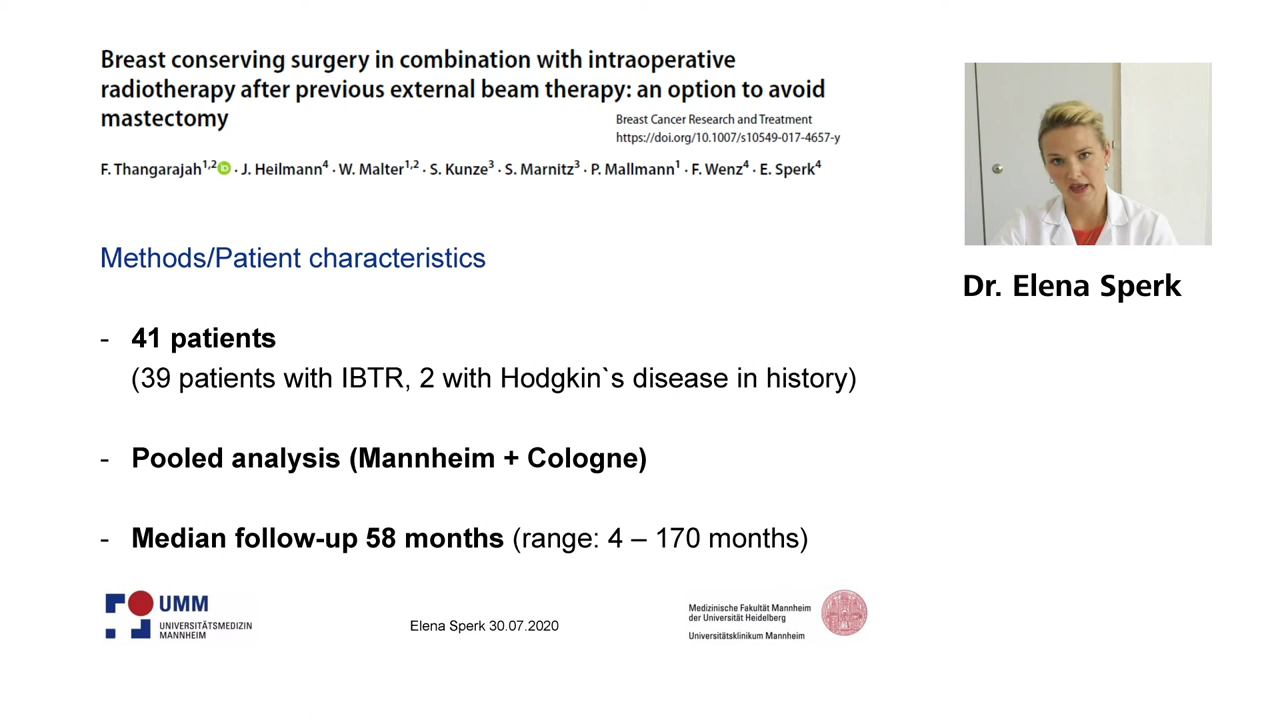 Breast conserving surgery in combination with intraoperative
radiotherapy after previous external beam therapy: an option to avoid
mastectomy
Breast Cancer Research and Treatment
https://doi.org/10.1007/s10549-017-4657-y
F. Thangarajah1,2 iD · J. Heilmann4 · W. Malter1,2 · S. Kunze3 · S. Marnitz3 · P. Mallmann1 · F. Wenz4 · E. Sperk4
Dr. Elena Sperk
Methods/Patient characteristics
- 41 patients
(39 patients with IBTR, 2 with Hodgkin`s disease in history)
- Pooled analysis (Mannheim + Cologne)
- Median follow-up 58 months (range: 4 – 170 months)
UMM
UNIVERSITÄTSMEDIZIN
MANNHEIM
Elena Sperk 30.07.2020
Medizinische Fakultät Mannheim
der Universität Heidelberg
Universitätsklinikum Mannheim